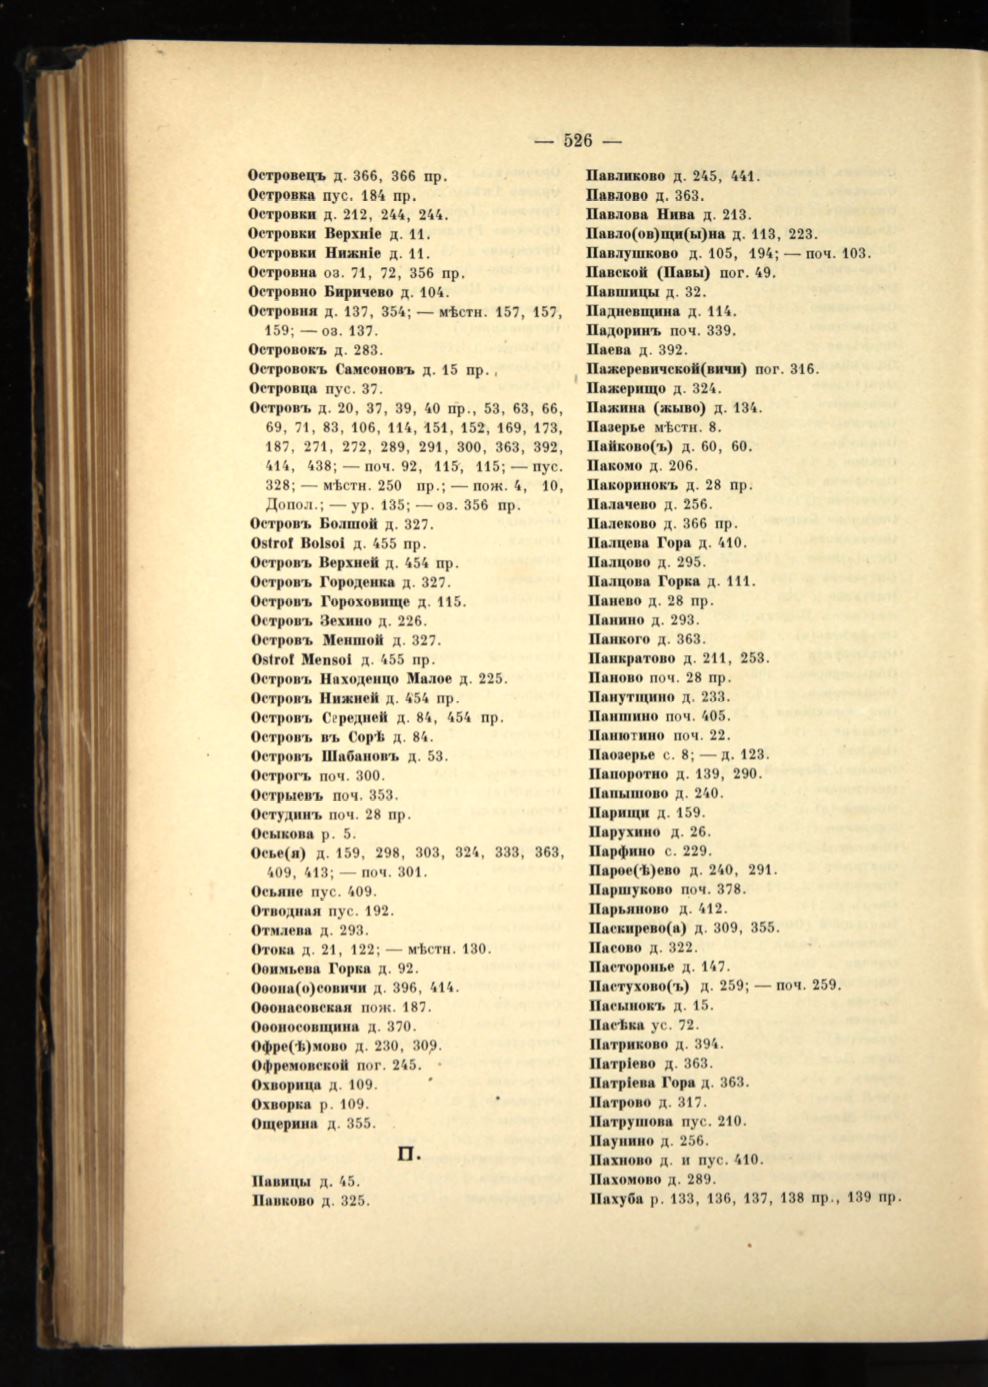 — 526 —
Островецъ д. 366, 366 пр.
Островка пус. 184 пр.
Островки д. 212, 244, 244.
Островки Верхніе д. 11.
Островки Нижніе д. 11.
Островна оз. 71, 72, 356 пр.
Островно Биричево д. 104.
Островня д. 137, 354; — мѣстн. 157, 157,
159; — оз. 137.
Островокъ д. 283.
Островокъ Самсоновъ д. 15 пр.
Островца пус. 37.
Островъ д. 20, 37, 39, 40 пр., 53, 63, 66,
69, 71, 83, 106, 114, 151, 152, 169, 173,
187, 271, 272, 289, 291, 300, 363, 392,
414, 438; — поч. 92, 115, 115; — пус.
328; — мѣстн. 250 пр.; — пож. 4, 10,
Допол.; — ур. 135; — оз. 356 пр.
Островъ Болшой д. 327.
Ostrof Bolsoi д. 455 пр.
Островъ Верхней д. 454 пр.
Островъ Городенка д. 327.
Островъ Гороховище д. 115.
Островъ Зехино д. 226.
Островъ Меншой д. 327.
Ostrof Mensoi д. 455 пр.
Островъ Находенцо Малое д. 225.
Островъ Нижней д. 454 пр.
Островъ Середней д. 84, 454 пр.
Островъ въ Сорѣ д. 84.
Островъ Шабановъ д. 53.
Острогъ поч. 300.
Острыевъ поч. 353.
Остудинъ поч. 28 пр.
Осыкова р. 5.
Осье(я) д. 159, 298, 303, 324, 333, 363,
409, 413; — поч. 301.
Осьяне пус. 409.
Отводная пус. 192.
Отмлева д. 293.
Отока д. 21, 122; — мѣстн. 130.
Оѳимьева Горка д. 92.
Оѳона(о)совичи д. 396, 414.
Оѳонасовская пож. 187.
Оѳоносовщина д. 370.
Офре(ѣ)мово д. 230, 309.
Офремовской пог. 245.
Охворица д. 109.
Охворка р. 109.
Ощерина д. 355.
П.
Павицы д. 45.
Павково д. 325.
Павликово д. 245, 441.
Павлово д. 363.
Павлова Нива д. 213.
Павло(ов)щи(ы)на д. 113, 223.
Павлушково д. 105, 194; — поч. 103.
Павской (Павы) пог. 49.
Павшицы д. 32.
Падневщина д. 114.
Падоринъ поч. 339.
Паева д. 392.
Пажеревичской(вичи) пог. 316.
Пажерищо д. 324.
Пажина (жыво) д. 134.
Пазерье мѣстн. 8.
Пайково(ъ) д. 60, 60.
Пакомо д. 206.
Пакоринокъ д. 28 пр.
Палачево д. 256.
Палеково д. 366 пр.
Палцева Гора д. 410.
Палцово д. 295.
Палцова Горка д. 111.
Панево д. 28 пр.
Панино д. 293.
Панкого д. 363.
Панкратово д. 211, 253.
Паново поч. 28 пр.
Панутщино д. 233.
Паншино поч. 405.
Панютино поч. 22.
Паозерье с. 8; — д. 123.
Папоротно д. 139, 290.
Папышово д. 240.
Парищи д. 159.
Парухино д. 26.
Парфино с. 229.
Парѳе(ѣ)ево д. 240, 291.
Паршуково поч. 378.
Парьяново д. 412.
Паскирево(а) д. 309, 355.
Пасово д. 322.
Пасторонье д. 147.
Пастухово(ъ) д. 259; — поч. 259.
Пасынокъ д. 15.
Пасѣка ус. 72.
Патриково д. 394.
Патріево д. 363.
Патріева Гора д. 363.
Патрово д. 317.
Патрушова пус. 210.
Паунино д. 256.
Пахново д. и пус. 410.
Пахомово д. 289.
Пахуба р. 133, 136, 137, 138 пр., 139 пр.